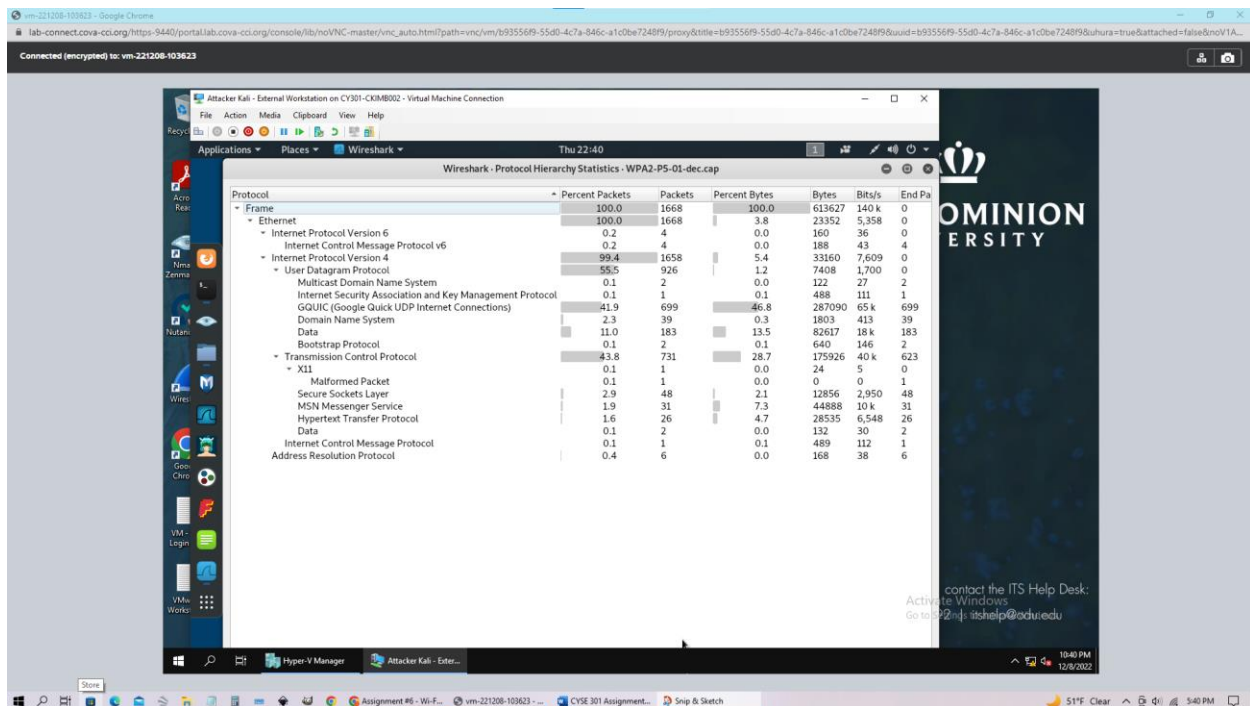 vm-221208-103623 - Google Chrome
lab-connect.cova-cci.org/https-9440/portal.lab.cova-cci.org/console/lib/noVNC-master/vnc_auto.html?path=vnc/vm/b93556f9-55d0-4c7a-846c-a1c0be7248f9/proxy&title=b93556f9-55d0-4c7a-846c-a1c0be7248f9&uuid=b93556f9-55d0-4c7a-846c-a1c0be7248f9&uhura=true&attached=false&noV1A...
Connected (encrypted) to: vm-221208-103623
Attacker Kali - External Workstation on CY301-CKIMB002 - Virtual Machine Connection
File Action Media Clipboard View Help
Recyc
Applications Places Wireshark Thu 22:40 1
Wireshark · Protocol Hierarchy Statistics · WPA2-P5-01-dec.cap
Protocol Percent Packets Packets Percent Bytes Bytes Bits/s End Pa
Frame 100.0 1668 100.0 613627 140 k 0
Ethernet 100.0 1668 3.8 23352 5,358 0
Internet Protocol Version 6 0.2 4 0.0 160 36 0
Internet Control Message Protocol v6 0.2 4 0.0 188 43 4
Internet Protocol Version 4 99.4 1658 5.4 33160 7,609 0
User Datagram Protocol 55.5 926 1.2 7408 1,700 0
Multicast Domain Name System 0.1 2 0.0 122 27 2
Internet Security Association and Key Management Protocol 0.1 1 0.1 488 111 1
GQUIC (Google Quick UDP Internet Connections) 41.9 699 46.8 287090 65 k 699
Domain Name System 2.3 39 0.3 1803 413 39
Data 11.0 183 13.5 82617 18 k 183
Bootstrap Protocol 0.1 2 0.1 640 146 2
Transmission Control Protocol 43.8 731 28.7 175926 40 k 623
X11 0.1 1 0.0 24 5 0
Malformed Packet 0.1 1 0.0 0 0 1
Secure Sockets Layer 2.9 48 2.1 12856 2,950 48
MSN Messenger Service 1.9 31 7.3 44888 10 k 31
Hypertext Transfer Protocol 1.6 26 4.7 28535 6,548 26
Data 0.1 2 0.0 132 30 2
Internet Control Message Protocol 0.1 1 0.1 489 112 1
Address Resolution Protocol 0.4 6 0.0 168 38 6
Acro
Rea
Nma
Zenma
Nutani
Wires
Goo
Chro
VM -
Login
VMw
Works
OMINION
ERSITY
contact the ITS Help Desk:
Activate Windows
Go to
itshelp@odu.edu
Hyper-V Manager
Attacker Kali - Exter...
10:40 PM
12/8/2022
Store
Assignment #6 - Wi-F...
vm-221208-103623 - ...
CYSE 301 Assignment...
Snip & Sketch
51°F Clear
5:40 PM